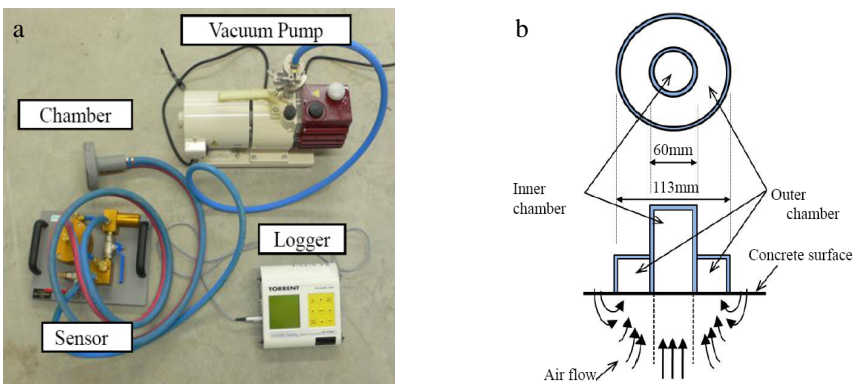 a
Vacuum Pump
Chamber
Logger
TORRENT
Sensor
b
60mm
113mm
Inner
chamber
Outer
chamber
Concrete surface
Air flow